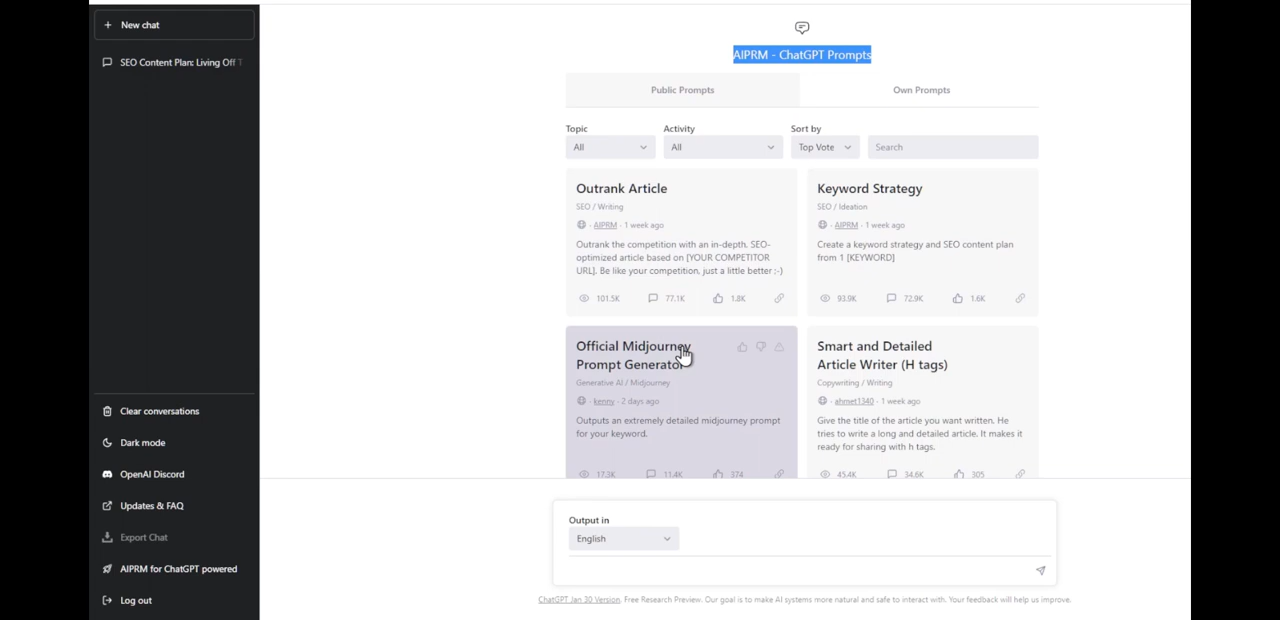 New chat
SEO Content Plan: Living Off T
Clear conversations
Dark mode
OpenAI Discord
Updates & FAQ
Export Chat
AIPRM for ChatGPT powered
Log out
AIPRM - ChatGPT Prompts
Public Prompts
Own Prompts
Topic
Activity
Sort by
All
All
Top Vote
Search
Outrank Article
SEO / Writing
AIPRM · 1 week ago
Outrank the competition with an in-depth, SEO-
optimized article based on [YOUR COMPETITOR
URL]. Be like your competition, just a little better ;-)
101.5K 77.1K 1.8K
Keyword Strategy
SEO / Ideation
AIPRM · 1 week ago
Create a keyword strategy and SEO content plan
from 1 [KEYWORD]
93.9K 72.9K 1.6K
Official Midjourney
Prompt Generator
Generative AI / Midjourney
kenny · 2 days ago
Outputs an extremely detailed midjourney prompt
for your keyword.
17.3K 11.4K 374
Smart and Detailed
Article Writer (H tags)
Copywriting / Writing
ahmet1340 · 1 week ago
Give the title of the article you want written. He
tries to write a long and detailed article. It makes it
ready for sharing with h tags.
45.4K 34.6K 305
Output in
English
ChatGPT Jan 30 Version. Free Research Preview. Our goal is to make AI systems more natural and safe to interact with. Your feedback will help us improve.